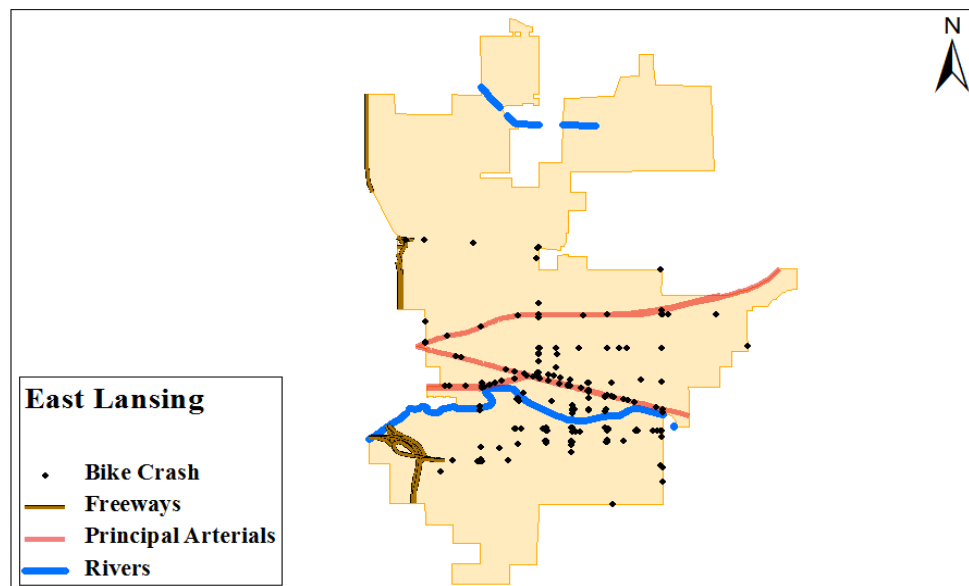 N
East Lansing
Bike Crash
Freeways
Principal Arterials
Rivers